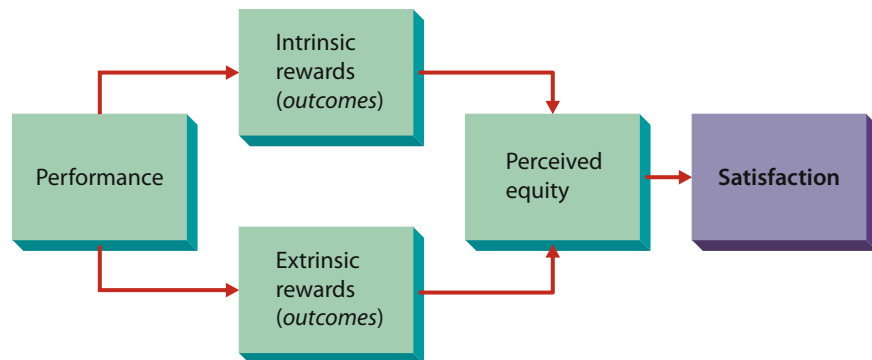 Performance
Intrinsic
rewards
(outcomes)
Extrinsic
rewards
(outcomes)
Perceived
equity
Satisfaction